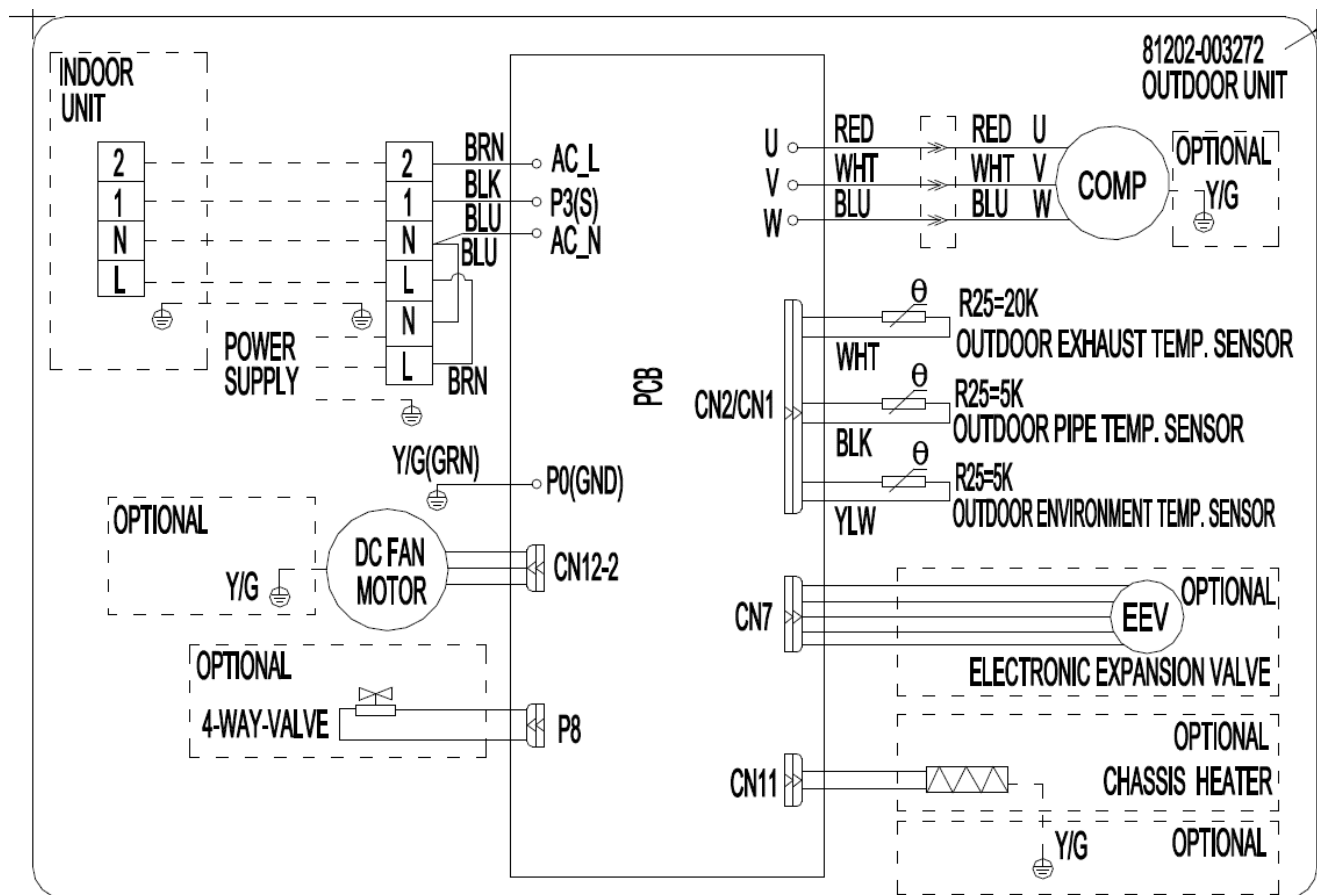 81202-003272
OUTDOOR UNIT
INDOOR
UNIT
2
1
N
L
2
1
N
L
N
L
BRN
BLK
BLU
BLU
BRN
AC_L
P3(S)
AC_N
POWER
SUPPLY
Y/G(GRN)
P0(GND)
OPTIONAL
Y/G
DC FAN
MOTOR
CN12-2
OPTIONAL
4-WAY-VALVE
P8
PCB
U RED RED U
V WHT WHT V
W BLU BLU W
COMP
OPTIONAL
Y/G
CN2/CN1
θ
R25=20K
WHT
OUTDOOR EXHAUST TEMP. SENSOR
θ
R25=5K
BLK
OUTDOOR PIPE TEMP. SENSOR
θ
R25=5K
YLW
OUTDOOR ENVIRONMENT TEMP. SENSOR
CN7
EEV
OPTIONAL
ELECTRONIC EXPANSION VALVE
CN11
OPTIONAL
CHASSIS HEATER
Y/G
OPTIONAL